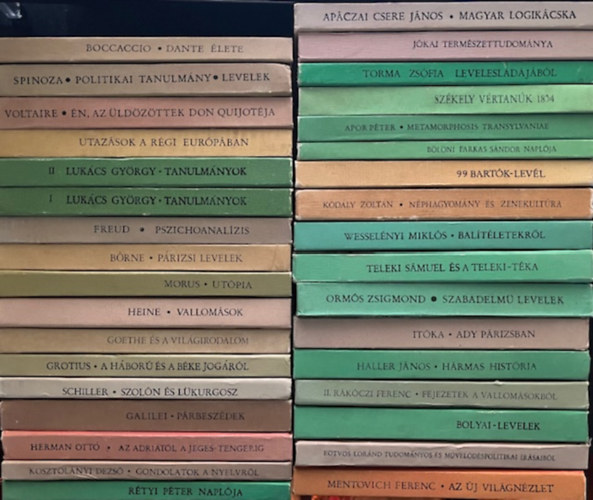 BOCCACCIO • DANTE ÉLETE
SPINOZA • POLITIKAI TANULMÁNY • LEVELEK
VOLTAIRE • ÉN, AZ ÜLDÖZÖTTEK DON QUIJOTÉJA
UTAZÁSOK A RÉGI EURÓPÁBAN
II LUKÁCS GYÖRGY • TANULMÁNYOK
I LUKÁCS GYÖRGY • TANULMÁNYOK
FREUD • PSZICHOANALÍZIS
BÖRNE • PÁRIZSI LEVELEK
MORUS • UTÓPIA
HEINE • VALLOMÁSOK
GOETHE ÉS A VILÁGIRODALOM
GROTIUS • A HÁBORÚ ÉS A BÉKE JOGÁRÓL
SCHILLER • SZOLÓN ÉS LÜKURGOSZ
GALILEI • PÁRBESZÉDEK
HERMAN OTTÓ • AZ ADRIÁTÓL A JEGES-TENGERIG
KOSZTOLÁNYI DEZSŐ • GONDOLATOK A NYELVRŐL
RÉTYI PÉTER NAPLÓJA
APÁCZAI CSERE JÁNOS • MAGYAR LOGIKÁCSKA
JÓKAI TERMÉSZETTUDOMÁNYA
TORMA ZSÓFIA LEVELESLÁDÁJÁBÓL
SZÉKELY VÉRTANÚK 1854
APOR PÉTER • METAMORPHOSIS TRANSYLVANIAE
BÖLÖNI FARKAS SÁNDOR NAPLÓJA
99 BARTÓK-LEVÉL
KODÁLY ZOLTÁN • NÉPHAGYOMÁNY ÉS ZENEKULTÚRA
WESSELÉNYI MIKLÓS • BALÍTÉLETEKRŐL
TELEKI SÁMUEL ÉS A TELEKI-TÉKA
ORMÓS ZSIGMOND • SZABADELMŰ LEVELEK
ITÓKA • ADY PÁRIZSBAN
HALLER JÁNOS • HÁRMAS HISTÓRIA
II. RÁKÓCZI FERENC • FEJEZETEK A VALLOMÁSOKBÓL
BOLYAI-LEVELEK
EÖTVÖS LORÁND TUDOMÁNYOS ÉS MŰVELŐDÉSPOLITIKAI ÍRÁSAIBÓL
MENTOVICH FERENC • AZ ÚJ VILÁGNÉZLET